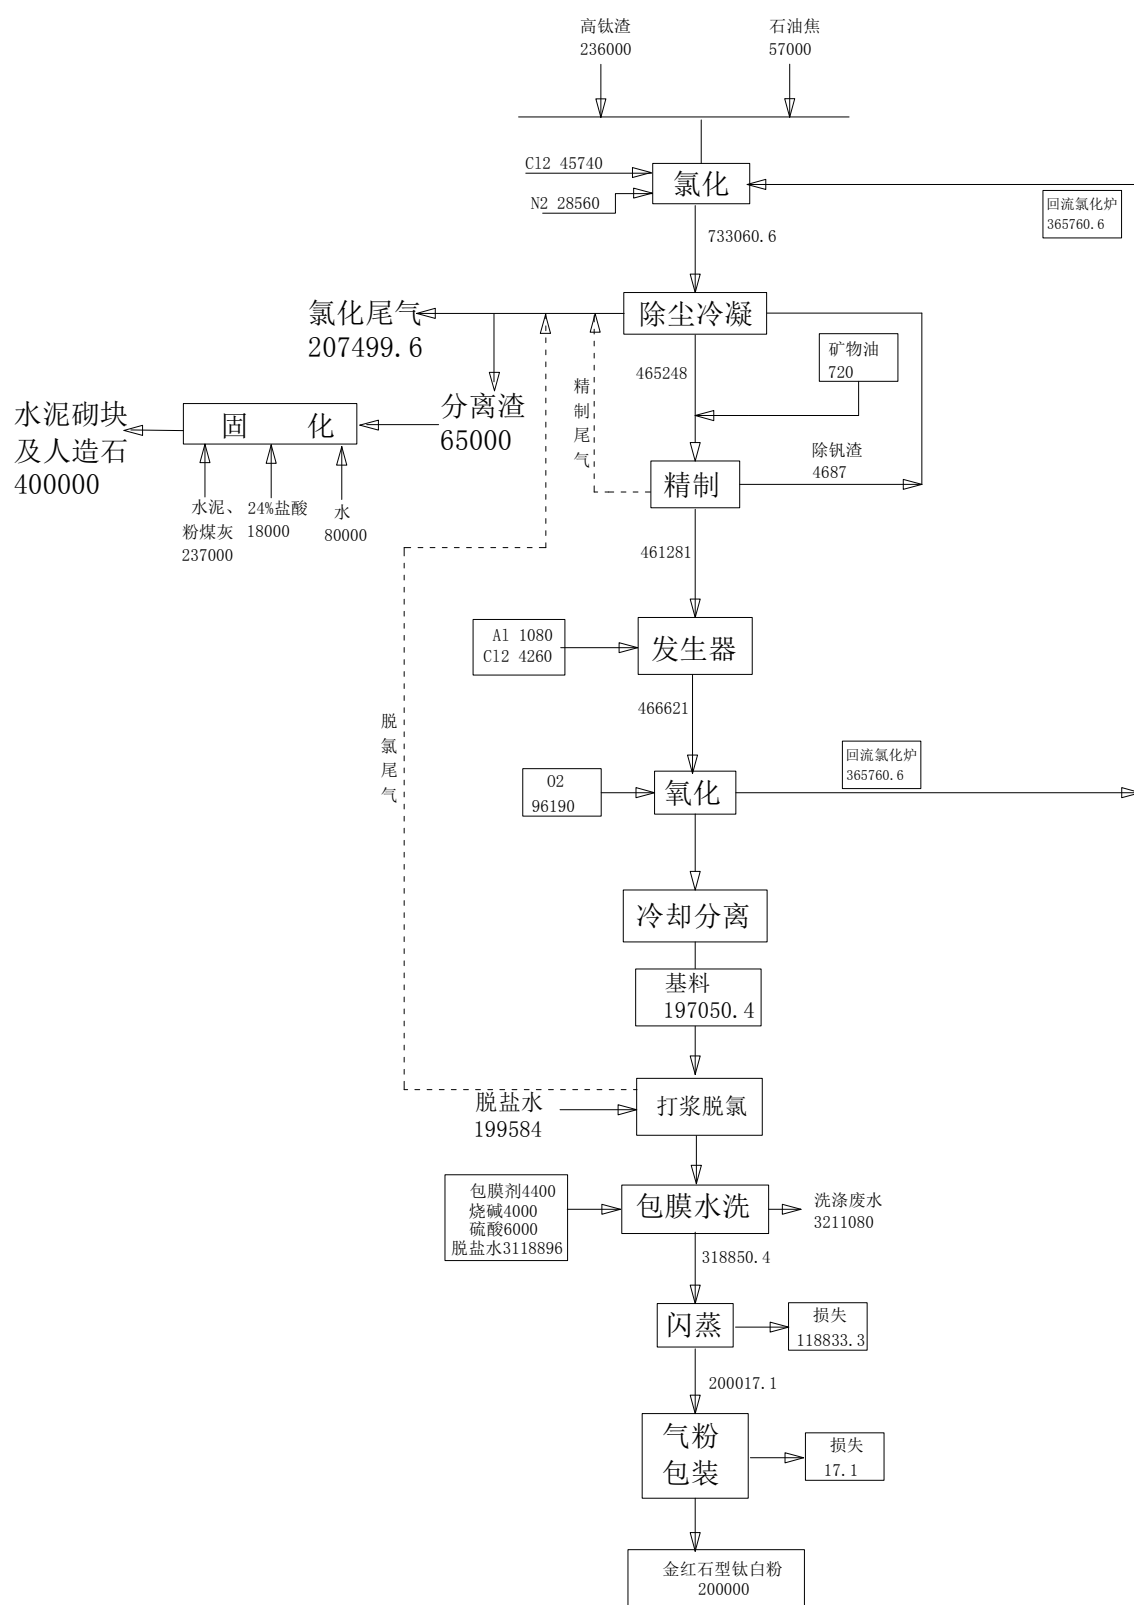 高钛渣
236000
石油焦
57000
Cl2 45740
氯化
N2 28560
回流氯化炉
365760.6
733060.6
氯化尾气
207499.6
除尘冷凝
矿物油
720
465248
精制尾气
水泥砌块
及人造石
400000
固 化
分离渣
65000
除钒渣
4687
精制
水泥、
粉煤灰
237000
24%盐酸
18000
水
80000
461281
Al 1080
Cl2 4260
发生器
466621
脱氯尾气
回流氯化炉
365760.6
O2
96190
氧化
冷却分离
基料
197050.4
脱盐水
199584
打浆脱氯
包膜剂4400
烧碱4000
硫酸6000
脱盐水3118896
包膜水洗
洗涤废水
3211080
318850.4
闪蒸
损失
118833.3
200017.1
气粉
包装
损失
17.1
金红石型钛白粉
200000